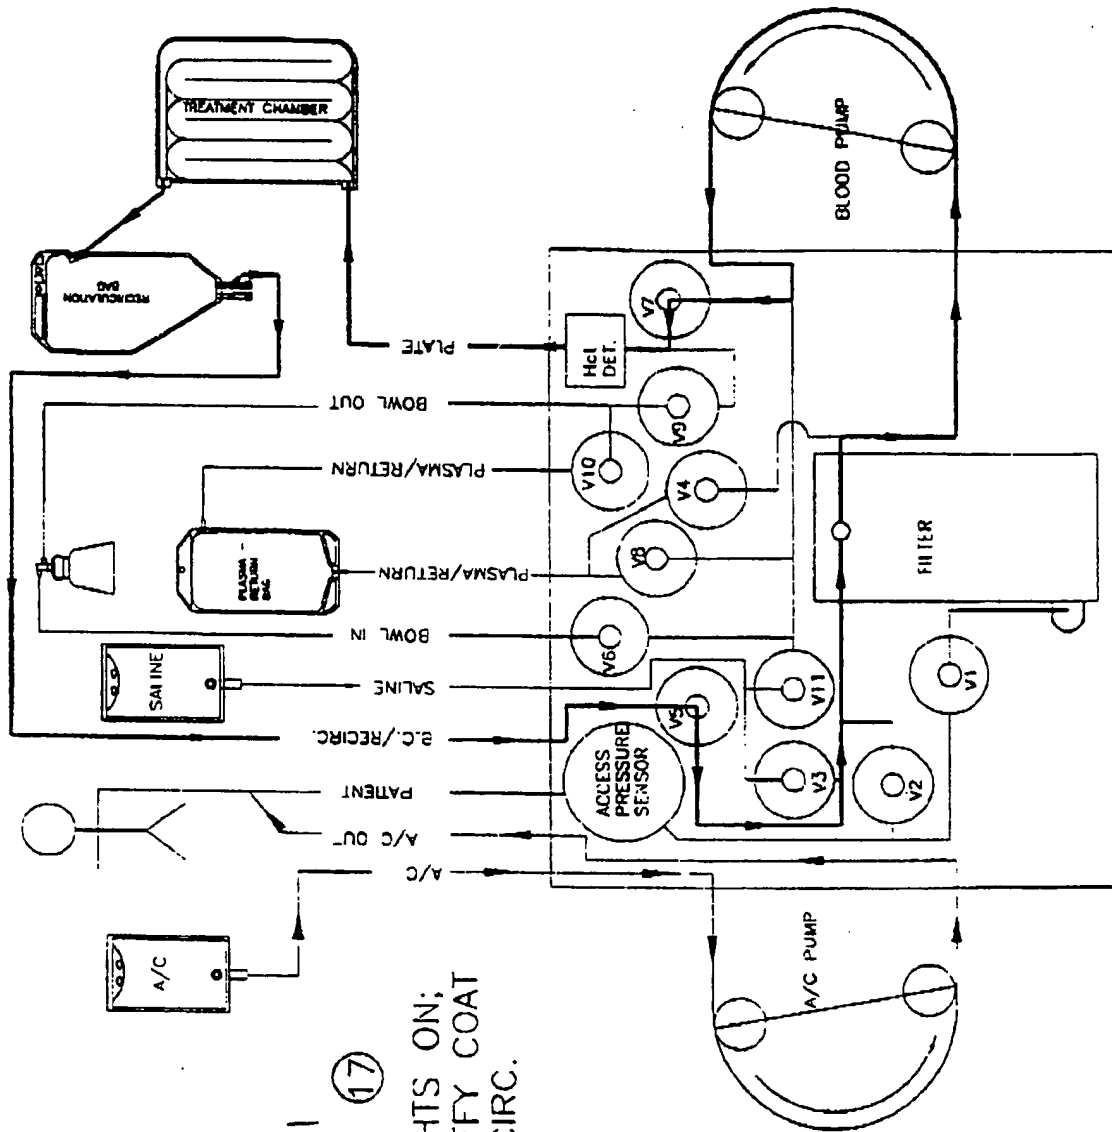 TREATMENT CHAMBER
RECIRCULATION
BAG
PLATE
BOWL OUT
PLASMA/RETURN
PLASMA
RETURN
BAG
PLASMA/RETURN
BOWL IN
SALINE
SALINE
B.C./RECIRC.
PATIENT
A/C OUT
A/C
A/C
Hct
DET.
V7
V9
V10
V4
V8
V6
V5
V11
V3
V2
V1
ACCESS
PRESSURE
SENSOR
FILTER
BLOOD PUMP
A/C PUMP
17
HTS ON;
FFY COAT
CIRC.